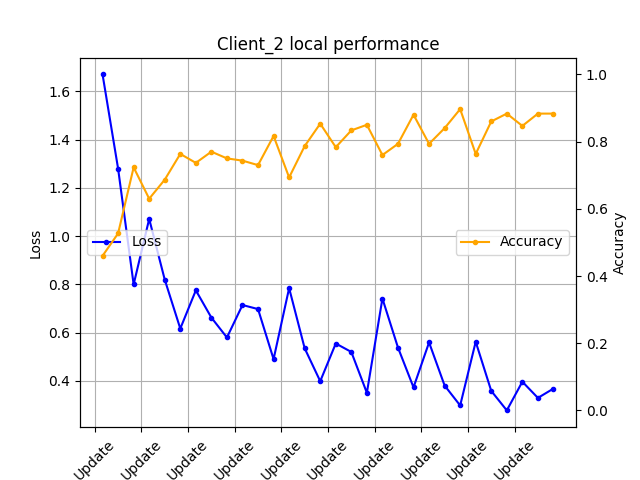 Client_2 local performance
Loss
1.6
1.4
1.2
1.0
0.8
0.6
0.4
Loss
Accuracy
1.0
0.8
0.6
0.4
0.2
0.0
Accuracy
Update
Update
Update
Update
Update
Update
Update
Update
Update
Update